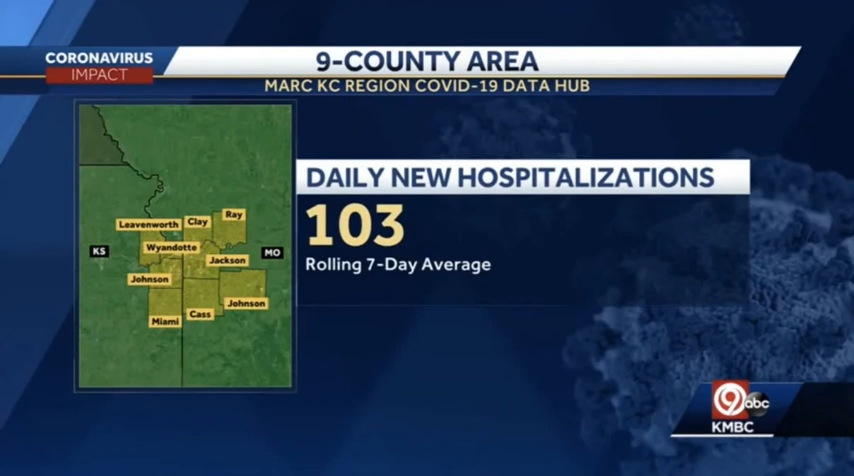 CORONAVIRUS
IMPACT
9-COUNTY AREA
MARC KC REGION COVID-19 DATA HUB
DAILY NEW HOSPITALIZATIONS
103
Rolling 7-Day Average
Leavenworth
Clay
Ray
KS
Wyandotte
Jackson
MO
Johnson
Johnson
Miami
Cass
9 abc
KMBC